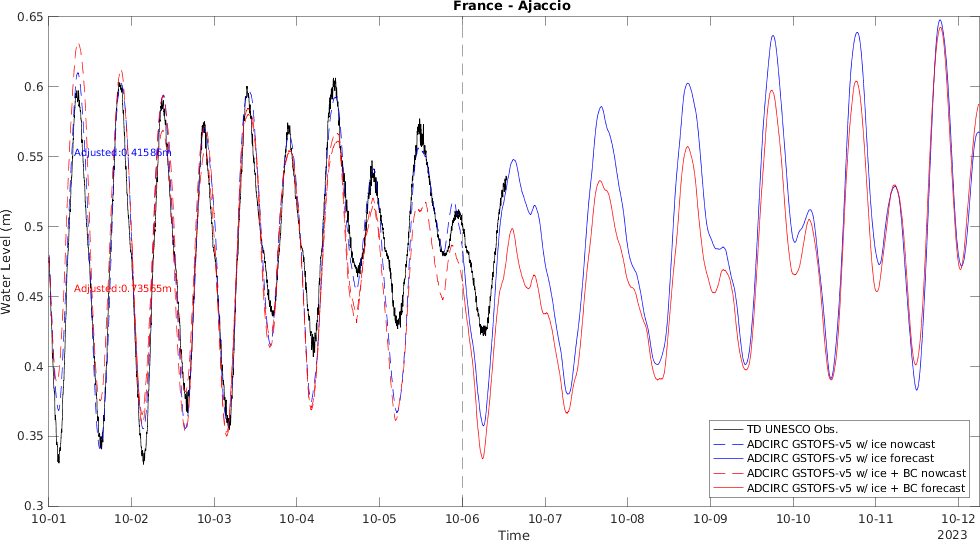 France - Ajaccio
Water Level (m)
0.65
0.6
0.55
0.5
0.45
0.4
0.35
0.3
Adjusted:0.41586m
Adjusted:0.73565m
TD UNESCO Obs.
ADCIRC GSTOFS-v5 w/ ice nowcast
ADCIRC GSTOFS-v5 w/ ice forecast
ADCIRC GSTOFS-v5 w/ ice + BC nowcast
ADCIRC GSTOFS-v5 w/ ice + BC forecast
10-01 10-02 10-03 10-04 10-05 10-06 10-07 10-08 10-09 10-10 10-11 10-12
Time
2023